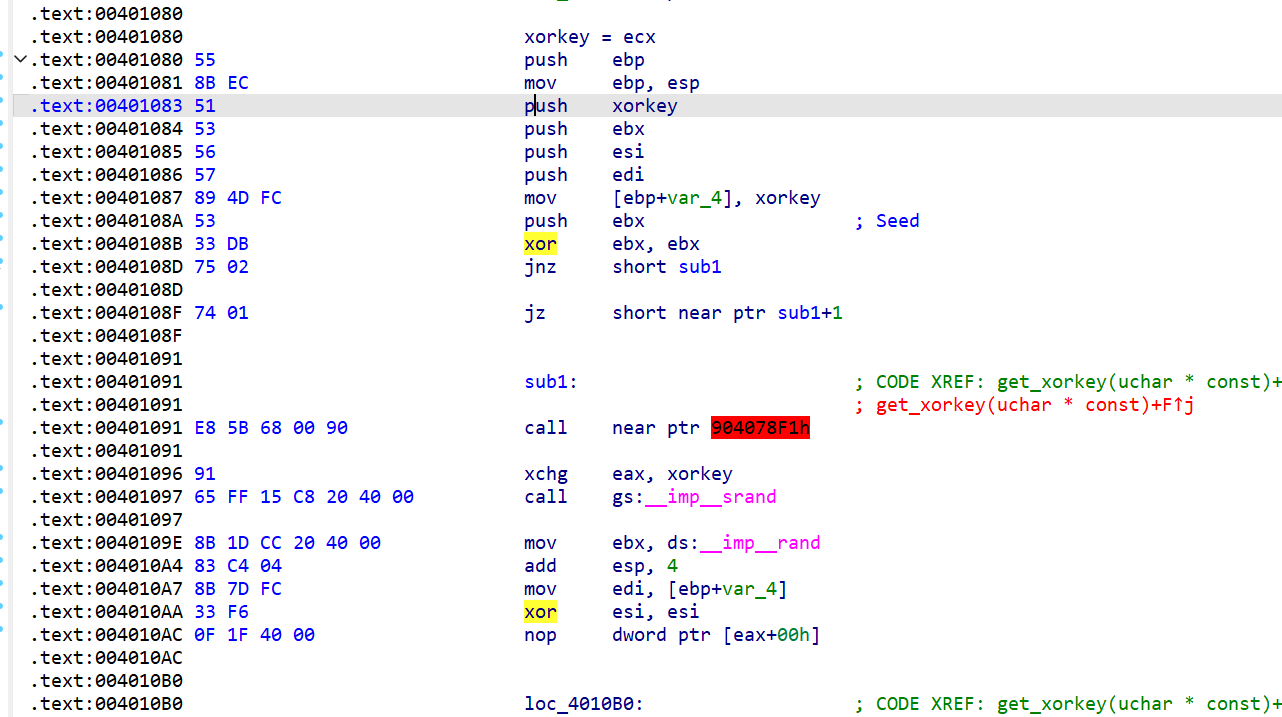 .text:00401080
.text:00401080 xorkey = ecx
.text:00401080 55 push ebp
.text:00401081 8B EC mov ebp, esp
.text:00401083 51 push xorkey
.text:00401084 53 push ebx
.text:00401085 56 push esi
.text:00401086 57 push edi
.text:00401087 89 4D FC mov [ebp+var_4], xorkey
.text:0040108A 53 push ebx ; Seed
.text:0040108B 33 DB xor ebx, ebx
.text:0040108D 75 02 jnz short sub1
.text:0040108D
.text:0040108F 74 01 jz short near ptr sub1+1
.text:0040108F
.text:00401091
.text:00401091 sub1: ; CODE XREF: get_xorkey(uchar * const)+
.text:00401091 ; get_xorkey(uchar * const)+F↑j
.text:00401091 E8 5B 68 00 90 call near ptr 904078F1h
.text:00401091
.text:00401096 91 xchg eax, xorkey
.text:00401097 65 FF 15 C8 20 40 00 call gs:__imp__srand
.text:00401097
.text:0040109E 8B 1D CC 20 40 00 mov ebx, ds:__imp__rand
.text:004010A4 83 C4 04 add esp, 4
.text:004010A7 8B 7D FC mov edi, [ebp+var_4]
.text:004010AA 33 F6 xor esi, esi
.text:004010AC 0F 1F 40 00 nop dword ptr [eax+00h]
.text:004010AC
.text:004010B0
.text:004010B0 loc_4010B0: ; CODE XREF: get_xorkey(uchar * const)+